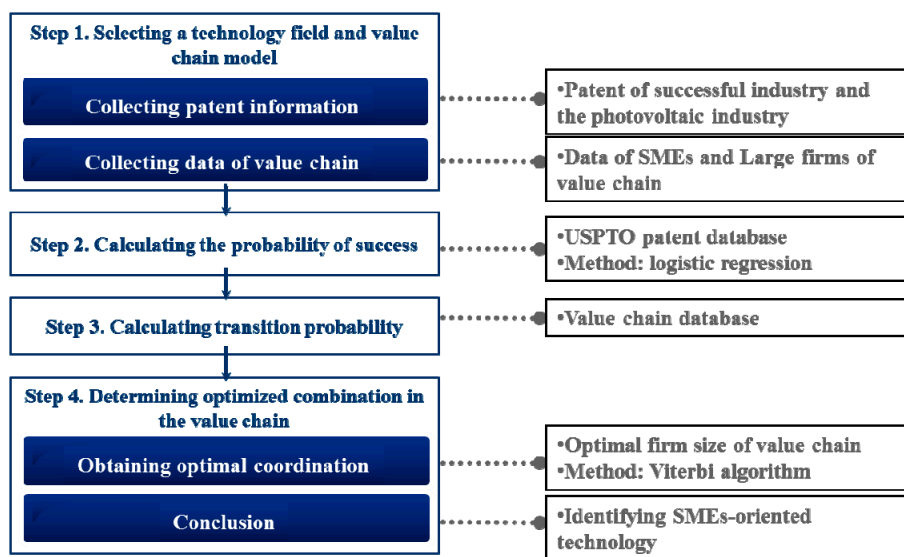 Step 1. Selecting a technology field and value
chain model
Collecting patent information
•Patent of successful industry and
the photovoltaic industry
Collecting data of value chain
•Data of SMEs and Large firms of
value chain
Step 2. Calculating the probability of success
•USPTO patent database
•Method: logistic regression
Step 3. Calculating transition probability
•Value chain database
Step 4. Determining optimized combination in
the value chain
Obtaining optimal coordination
•Optimal firm size of value chain
•Method: Viterbi algorithm
Conclusion
•Identifying SMEs-oriented
technology